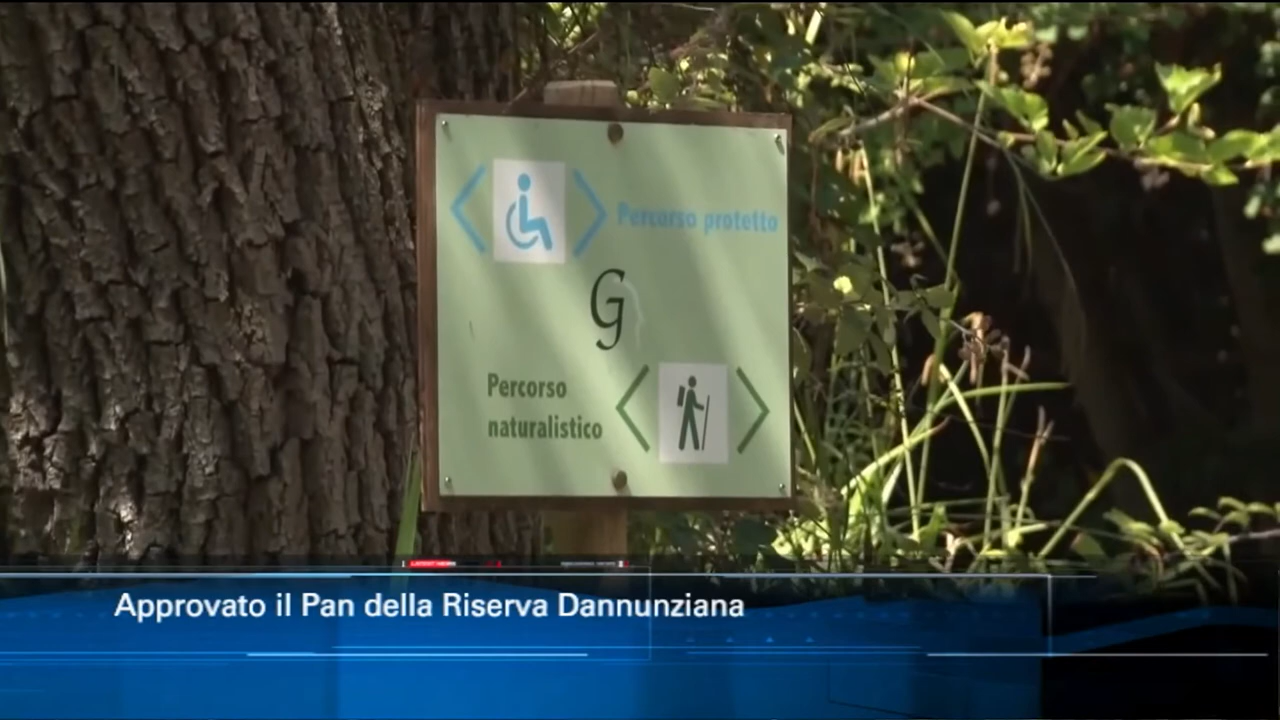 Percorso protetto
G
Percorso
naturalistico
Approvato il Pan della Riserva Dannunziana